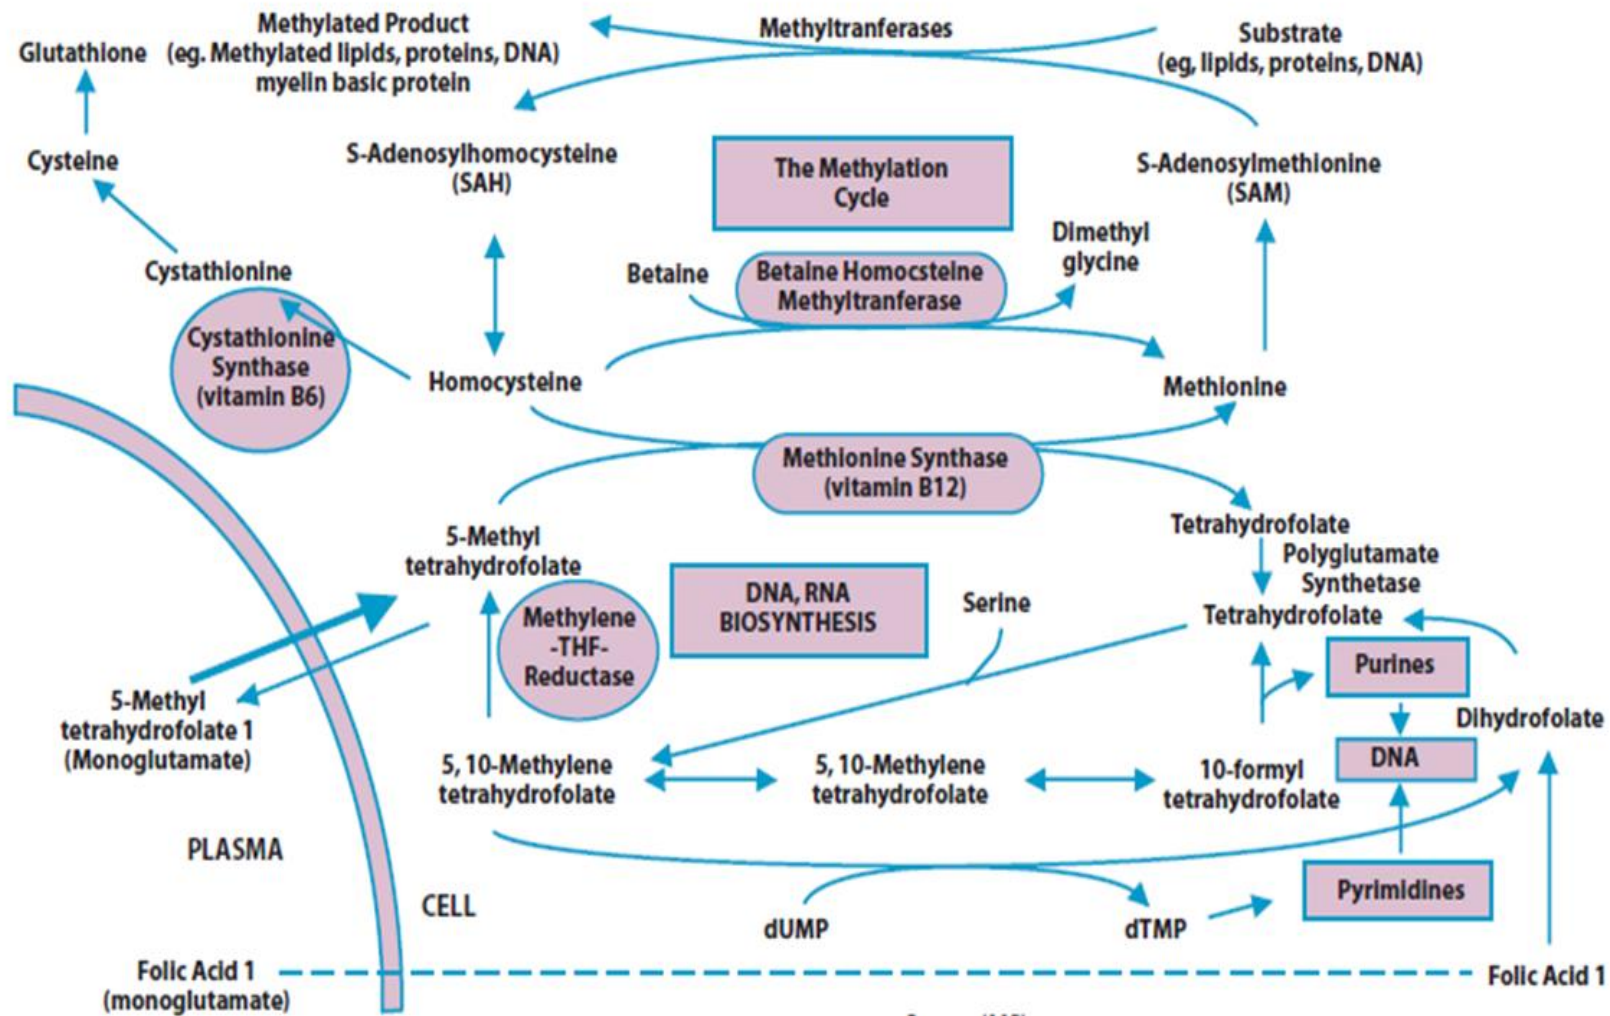 Methylated Product
(eg. Methylated lipids, proteins, DNA)
myelin basic protein
Methyltranferases
Substrate
(eg, lipids, proteins, DNA)
Glutathione
Cysteine
S-Adenosylhomocysteine
(SAH)
The Methylation
Cycle
S-Adenosylmethionine
(SAM)
Cystathionine
Betaine
Betaine Homocsteine
Methyltranferase
Dimethyl
glycine
Cystathionine
Synthase
(vitamin B6)
Homocysteine
Methionine
Methionine Synthase
(vitamin B12)
5-Methyl
tetrahydrofolate
Tetrahydrofolate
Polyglutamate
Synthetase
Tetrahydrofolate
Methylene
-THF-
Reductase
DNA, RNA
BIOSYNTHESIS
Serine
Purines
5-Methyl
tetrahydrofolate 1
(Monoglutamate)
Dihydrofolate
5, 10-Methylene
tetrahydrofolate
5, 10-Methylene
tetrahydrofolate
10-formyl
tetrahydrofolate
DNA
PLASMA
CELL
Pyrimidines
dUMP
dTMP
Folic Acid 1
(monoglutamate)
Folic Acid 1